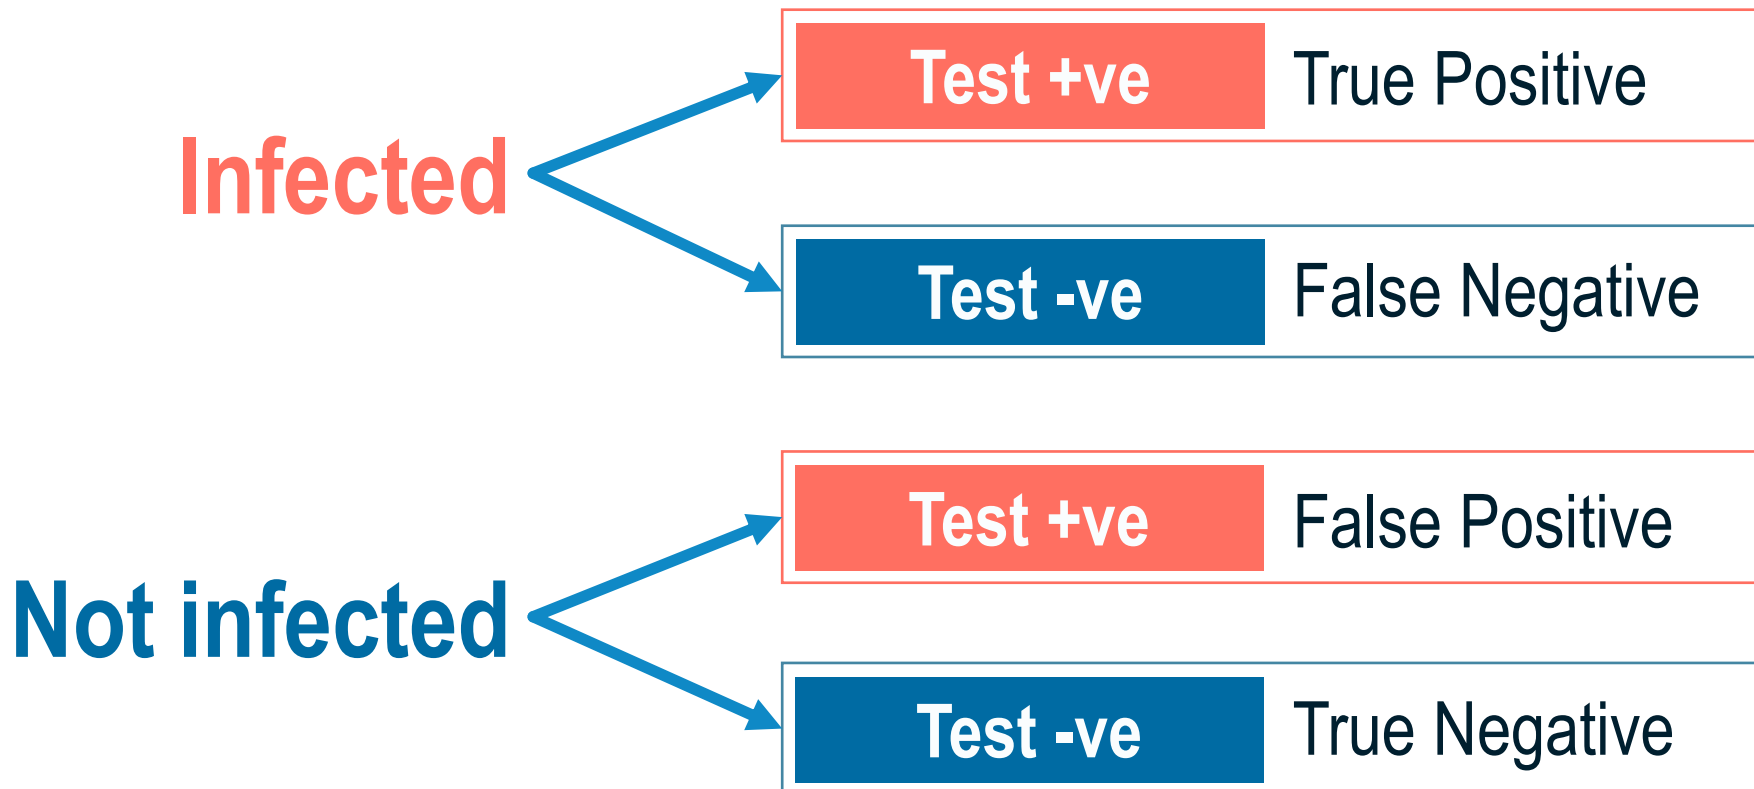 Infected
Test +ve True Positive
Test -ve False Negative
Not infected
Test +ve False Positive
Test -ve True Negative